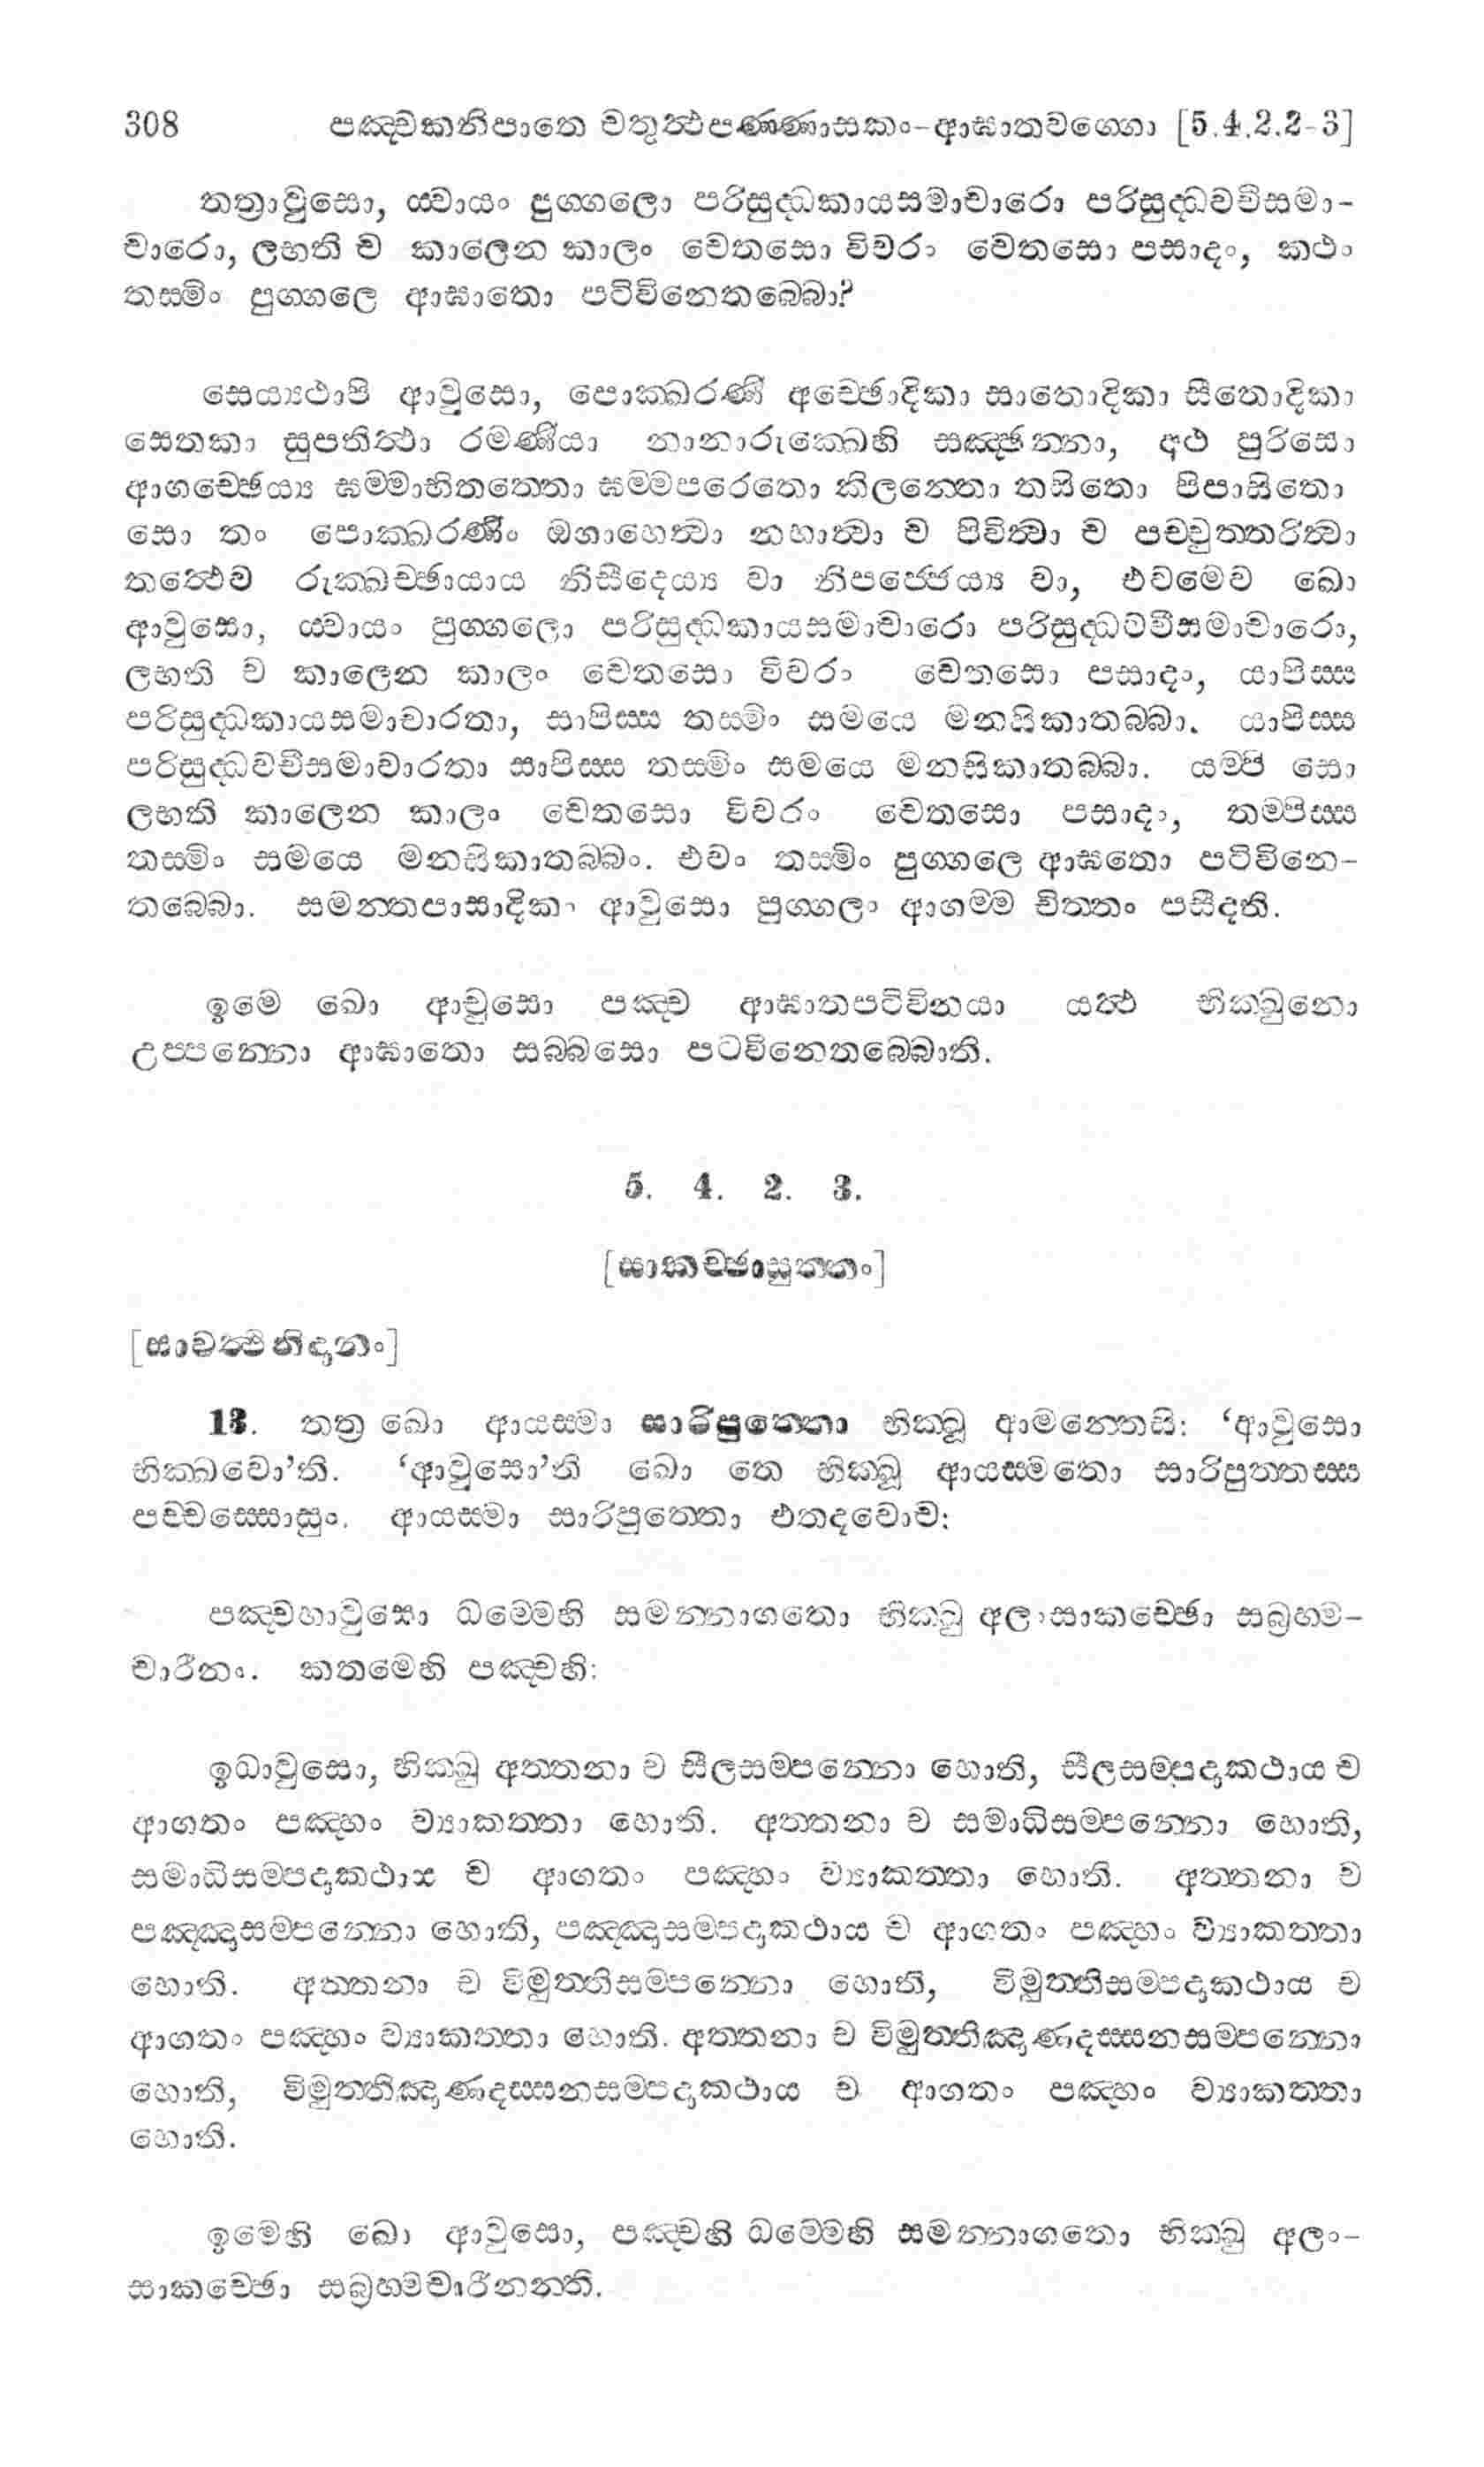 308 පඤ්චකනිපාතෙ චතුත්ථපණ්ණාසකං-ආඝාතවග්ගො [5.4.2.2-3]
තත්‍රාවුසො, ය්වායං පුග්ගලො පරිසුද්ධකායසමාචාරො පරිසුද්ධවචීසමා-
චාරො, ලභති ච කාලෙන කාලං චෙතසො විවරං චෙතසො පසාදං, කථං
තස්මිං පුග්ගලෙ ආඝාතො පටිවිනෙතබ්බො?
සෙය්‍යථාපි ආවුසො, පොක්ඛරණී අච්ඡොදිකා සාතොදිකා සීතොදිකා
සෙතකා සුපතිත්ථා රමණීයා නානාරුක්ඛෙහි සඤ්ඡන්නා, අථ පුරිසො
ආගච්ඡෙය්‍ය ඝම්මාභිතත්තො ඝම්මපරෙතො කිලන්තො තසිතො පිපාසිතො
සො තං පොක්ඛරණිං ඔගාහෙත්‍වා නහාත්‍වා ච පිවිත්‍වා ච පච්චුත්තරිත්‍වා
තත්ථෙව රුක්ඛච්ඡායාය නිසීදෙය්‍ය වා නිපජ්ජෙය්‍ය වා, එවමෙව ඛො
ආවුසො, ය්වායං පුග්ගලො පරිසුද්ධකායසමාචාරො පරිසුද්ධවචීසමාචාරො,
ලභති ච කාලෙන කාලං චෙතසො විවරං චෙතසො පසාදං, යාපිස්ස
පරිසුද්ධකායසමාචාරතා, සාපිස්ස තස්මිං සමයෙ මනසිකාතබ්බා. යාපිස්ස
පරිසුද්ධවචීසමාචාරතා සාපිස්ස තස්මිං සමයෙ මනසිකාතබ්බා. යම්පි සො
ලභති කාලෙන කාලං චෙතසො විවරං චෙතසො පසාදං, තම්පිස්ස
තස්මිං සමයෙ මනසිකාතබ්බං. එවං තස්මිං පුග්ගලෙ ආඝතො පටිවිනෙ-
තබ්බො. සමන්තපාසාදිකං ආවුසො පුග්ගලං ආගම්ම චිත්තං පසීදති.
ඉමෙ ඛො ආවුසො පඤ්ච ආඝාතපටිවිනයා යත්ථ භික්ඛුනො
උප්පන්නො ආඝාතො සබ්බසො පටවිනෙතබ්බොති.
5. 4. 2. 3.
[සාකච්ඡාසුත්තං]
[සාවත්ථිනිදානං]
13. තත්‍ර ඛො ආයස්මා සාරිපුත්තො භික්ඛූ ආමන්තෙසි: ‘ආවුසො
භික්ඛවො’ති. ‘ආවුසො’ති ඛො තෙ භික්ඛූ ආයස්මතො සාරිපුත්තස්ස
පච්චස්සොසුං. ආයස්මා සාරිපුත්තො එතදවොච:
පඤ්චහාවුසො ධම්මෙහි සමන්නාගතො භික්ඛු අලංසාකච්ඡො සබ්‍රහ්ම-
චාරීනං. කතමෙහි පඤ්චහි:
ඉධාවුසො, භික්ඛු අත්තනා ච සීලසම්පන්නො හොති, සීලසම්පදාකථාය ච
ආගතං පඤ්හං ව්‍යාකත්තා හොති. අත්තනා ච සමාධිසම්පන්නො හොති,
සමාධිසම්පදාකථාය ච ආගතං පඤ්හං ව්‍යාකත්තා හොති. අත්තනා ච
පඤ්ඤාසම්පන්නො හොති, පඤ්ඤාසම්පදාකථාය ච ආගතං පඤ්හං ව්‍යාකත්තා
හොති. අත්තනා ච විමුත්තිසම්පන්නො හොති, විමුත්තිසම්පදාකථාය ච
ආගතං පඤ්හං ව්‍යාකත්තා හොති. අත්තනා ච විමුත්තිඤාණදස්සනසම්පන්නො
හොති, විමුත්තිඤාණදස්සනසම්පදාකථාය ච ආගතං පඤ්හං ව්‍යාකත්තා
හොති.
ඉමෙහි ඛො ආවුසො, පඤ්චහි ධම්මෙහි සමන්නාගතො භික්ඛු අලං-
සාකච්ඡො සබ්‍රහ්මචාරීනන්ති.